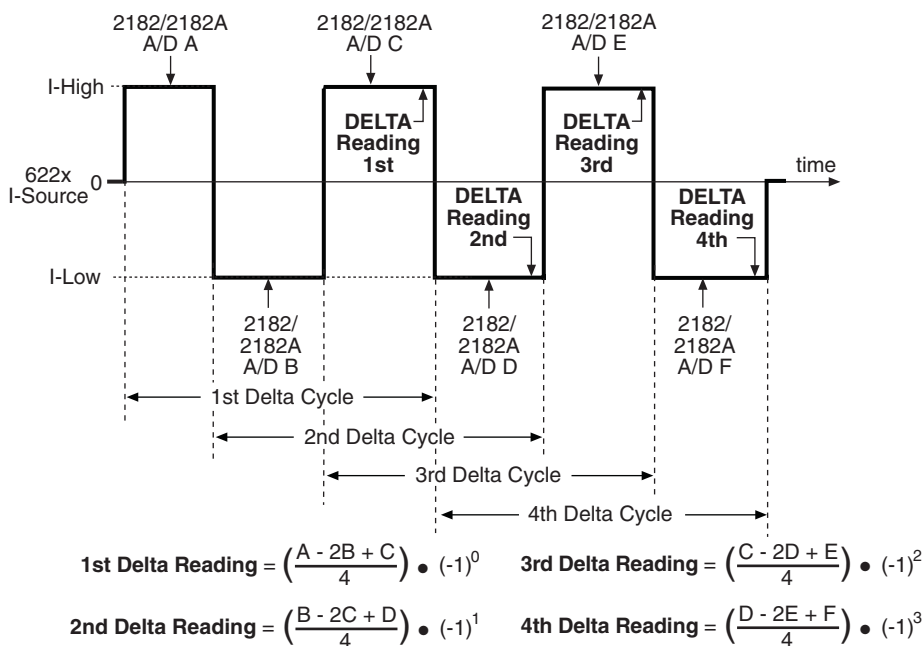 2182/2182A
A/D A
2182/2182A
A/D C
2182/2182A
A/D E
I-High
DELTA
Reading
1st
DELTA
Reading
3rd
622x
I-Source
0
time
DELTA
Reading
2nd
DELTA
Reading
4th
I-Low
2182/
2182A
A/D B
2182/
2182A
A/D D
2182/
2182A
A/D F
1st Delta Cycle
2nd Delta Cycle
3rd Delta Cycle
4th Delta Cycle
1st Delta Reading = (A - 2B + C / 4) • (-1)^0
3rd Delta Reading = (C - 2D + E / 4) • (-1)^2
2nd Delta Reading = (B - 2C + D / 4) • (-1)^1
4th Delta Reading = (D - 2E + F / 4) • (-1)^3